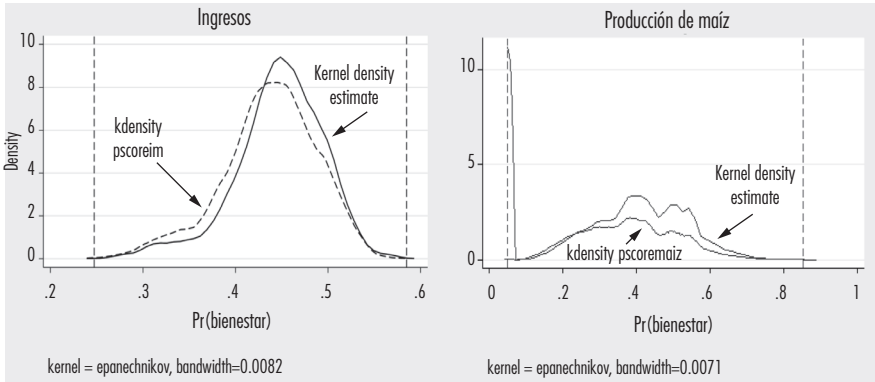 Ingresos
10
8
6
4
2
0
Density
kdensity
pscoreim
Kernel density
estimate
.2 .3 .4 .5 .6
Pr(bienestar)
kernel = epanechnikov, bandwidth=0.0082
Producción de maíz
10
5
0
Kernel density
estimate
kdensity pscoremaiz
0 .2 .4 .6 .8 1
Pr(bienestar)
kernel = epanechnikov, bandwidth=0.0071